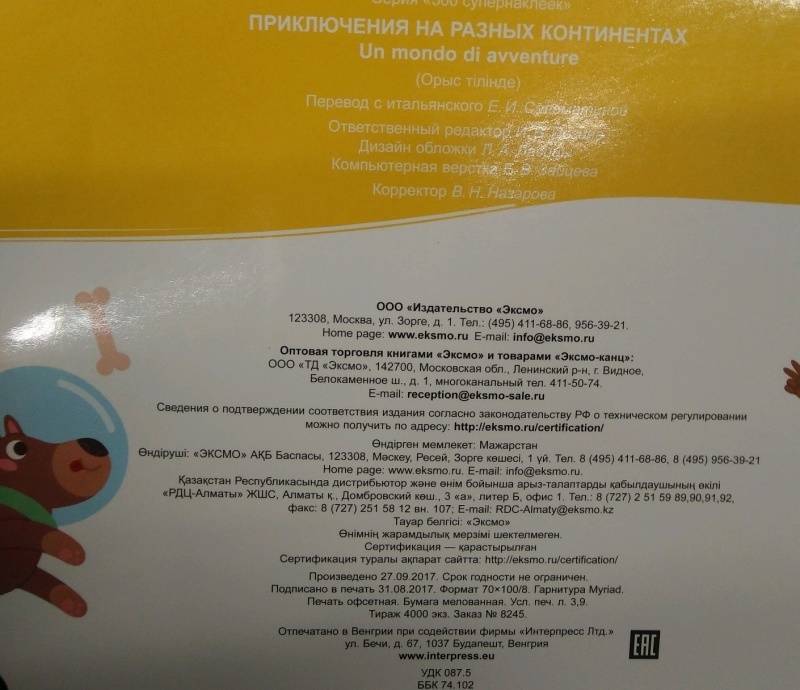 Серия «500 супернаклеек»
ПРИКЛЮЧЕНИЯ НА РАЗНЫХ КОНТИНЕНТАХ
Un mondo di avventure
(Орыс тілінде)
Перевод с итальянского Е. И.
Ответственный редактор
Дизайн обложки Л. А.
Компьютерная верстка Е. В. Зайцева
Корректор В. Н. Назарова
ООО «Издательство «Эксмо»
123308, Москва, ул. Зорге, д. 1. Тел.: (495) 411-68-86, 956-39-21.
Home page: www.eksmo.ru E-mail: info@eksmo.ru
Оптовая торговля книгами «Эксмо» и товарами «Эксмо-канц»:
ООО «ТД «Эксмо», 142700, Московская обл., Ленинский р-н, г. Видное,
Белокаменное ш., д. 1, многоканальный тел. 411-50-74.
E-mail: reception@eksmo-sale.ru
Сведения о подтверждении соответствия издания согласно законодательству РФ о техническом регулировании
можно получить по адресу: http://eksmo.ru/certification/
Өндірген мемлекет: Мажарстан
Өндіруші: «ЭКСМО» АҚБ Баспасы, 123308, Мәскеу, Ресей, Зорге көшесі, 1 үй. Тел. 8 (495) 411-68-86, 8 (495) 956-39-21
Home page: www.eksmo.ru. E-mail: info@eksmo.ru.
Қазақстан Республикасында дистрибьютор және өнім бойынша арыз-талаптарды қабылдаушының өкілі
«РДЦ-Алматы» ЖШС, Алматы қ., Домбровский көш., 3 «а», литер Б, офис 1. Тел.: 8 (727) 2 51 59 89,90,91,92,
факс: 8 (727) 251 58 12 вн. 107; E-mail: RDC-Almaty@eksmo.kz
Тауар белгісі: «Эксмо»
Өнімнің жарамдылық мерзімі шектелмеген.
Сертификация — қарастырылған
Сертификация туралы ақпарат сайтта: http://eksmo.ru/certification/
Произведено 27.09.2017. Срок годности не ограничен.
Подписано в печать 31.08.2017. Формат 70×100/8. Гарнитура Myriad.
Печать офсетная. Бумага мелованная. Усл. печ. л. 3,9.
Тираж 4000 экз. Заказ № 8245.
Отпечатано в Венгрии при содействии фирмы «Интерпресс Лтд.»
ул. Бечи, д. 67, 1037 Будапешт, Венгрия
www.interpress.eu
EAC
УДК 087.5
ББК 74.102